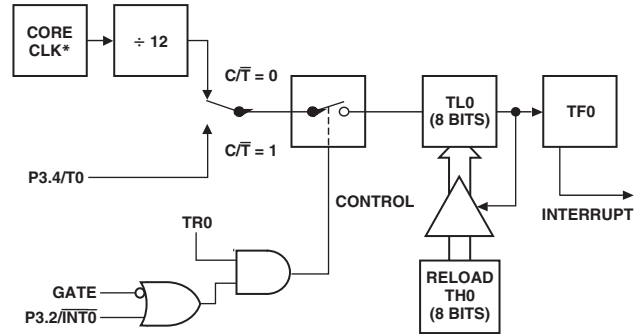 CORE
CLK*
÷ 12
C/T̅ = 0
C/T̅ = 1
P3.4/T0
TL0
(8 BITS)
TF0
CONTROL
INTERRUPT
TR0
GATE
P3.2/I̅N̅T̅0̅
RELOAD
TH0
(8 BITS)